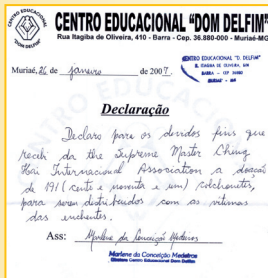 CENTRO EDUCACIONAL "DOM DELFIM"
Rua Itagiba de Oliveira, 410 - Barra - Cep. 36.880-000 - Muriaé-MG
Muriaé, 26 de janeiro de 2007.
CENTRO EDUCACIONAL "D. DELFIM"
R. ITAGIBA DE OLIVEIRA, 410
BARRA - CEP 36880
MURIAÉ - MG
Declaração
Declaro para os devidos fins que
recebi da the Supreme Master Ching
Hai International Association a doação
de 191 (cento e noventa e um) colchonetes,
para serem distribuidos com as vítimas
das enchentes.
Ass: Marlene da Conceição Medeiros
Marlene da Conceição Medeiros
Diretora Centro Educacional Dom Delfim